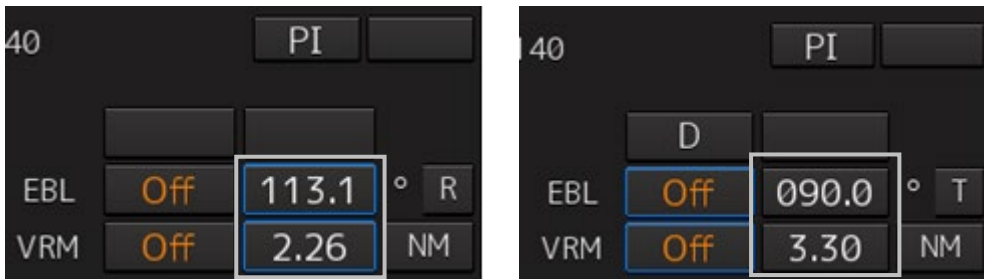 40 PI
EBL Off 113.1 ° R
VRM Off 2.26 NM
140 PI
D
EBL Off 090.0 ° T
VRM Off 3.30 NM